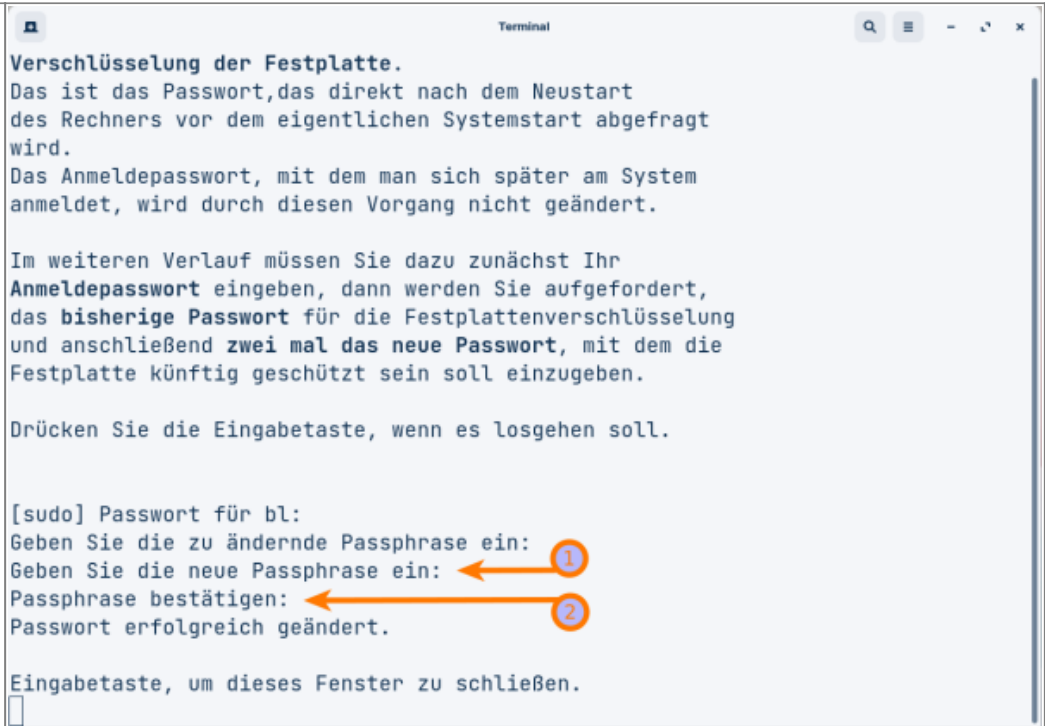 Terminal
Verschlüsselung der Festplatte.
Das ist das Passwort,das direkt nach dem Neustart
des Rechners vor dem eigentlichen Systemstart abgefragt
wird.
Das Anmeldepasswort, mit dem man sich später am System
anmeldet, wird durch diesen Vorgang nicht geändert.
Im weiteren Verlauf müssen Sie dazu zunächst Ihr
Anmeldepasswort eingeben, dann werden Sie aufgefordert,
das bisherige Passwort für die Festplattenverschlüsselung
und anschließend zwei mal das neue Passwort, mit dem die
Festplatte künftig geschützt sein soll einzugeben.
Drücken Sie die Eingabetaste, wenn es losgehen soll.
[sudo] Passwort für bl:
Geben Sie die zu ändernde Passphrase ein:
Geben Sie die neue Passphrase ein: 1
Passphrase bestätigen: 2
Passwort erfolgreich geändert.
Eingabetaste, um dieses Fenster zu schließen.